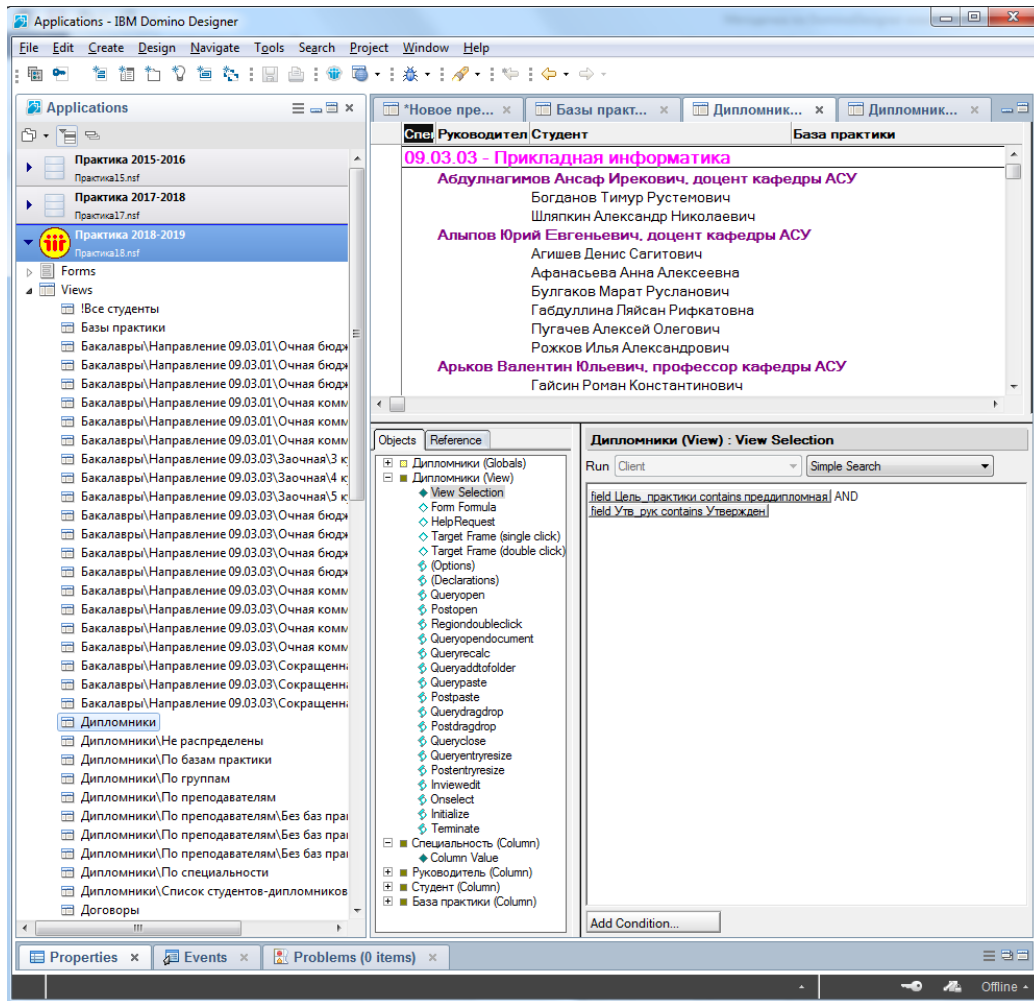 Applications - IBM Domino Designer
File Edit Create Design Navigate Tools Search Project Window Help
Applications
Практика 2015-2016
Практика15.nsf
Практика 2017-2018
Практика17.nsf
Практика 2018-2019
Практика18.nsf
Forms
Views
!Все студенты
Базы практики
Бакалавры\Направление 09.03.01\Очная бюдж
Бакалавры\Направление 09.03.01\Очная бюдж
Бакалавры\Направление 09.03.01\Очная бюдж
Бакалавры\Направление 09.03.01\Очная комм
Бакалавры\Направление 09.03.01\Очная комм
Бакалавры\Направление 09.03.01\Очная комм
Бакалавры\Направление 09.03.03\Заочная\3 к
Бакалавры\Направление 09.03.03\Заочная\4 к
Бакалавры\Направление 09.03.03\Заочная\5 к
Бакалавры\Направление 09.03.03\Очная бюдж
Бакалавры\Направление 09.03.03\Очная бюдж
Бакалавры\Направление 09.03.03\Очная бюдж
Бакалавры\Направление 09.03.03\Очная комм
Бакалавры\Направление 09.03.03\Очная комм
Бакалавры\Направление 09.03.03\Очная комм
Бакалавры\Направление 09.03.03\Сокращенна
Бакалавры\Направление 09.03.03\Сокращенна
Бакалавры\Направление 09.03.03\Сокращенна
Дипломники
Дипломники\Не распределены
Дипломники\По базам практики
Дипломники\По группам
Дипломники\По преподавателям
Дипломники\По преподавателям\Без баз прак
Дипломники\По преподавателям\Без баз прак
Дипломники\По преподавателям\Без баз прак
Дипломники\По специальности
Дипломники\Список студентов-дипломников
Договоры
*Новое пре... Базы практ... Дипломник... Дипломник...
Спец Руководител Студент База практики
09.03.03 - Прикладная информатика
Абдулнагимов Ансаф Ирекович, доцент кафедры АСУ
Богданов Тимур Рустемович
Шляпкин Александр Николаевич
Алыпов Юрий Евгеньевич, доцент кафедры АСУ
Агишев Денис Сагитович
Афанасьева Анна Алексеевна
Булгаков Марат Русланович
Габдуллина Ляйсан Рифкатовна
Пугачев Алексей Олегович
Рожков Илья Александрович
Арьков Валентин Юльевич, профессор кафедры АСУ
Гайсин Роман Константинович
Objects Reference
Дипломники (Globals)
Дипломники (View)
View Selection
Form Formula
HelpRequest
Target Frame (single click)
Target Frame (double click)
(Options)
(Declarations)
Queryopen
Postopen
Regiondoubleclick
Queryopendocument
Queryrecalc
Queryaddtofolder
Querypaste
Postpaste
Querydragdrop
Postdragdrop
Queryclose
Queryentryresize
Postentryresize
Inviewedit
Onselect
Initialize
Terminate
Специальность (Column)
Column Value
Руководитель (Column)
Студент (Column)
База практики (Column)
Дипломники (View) : View Selection
Run Client Simple Search
field Цель_практики contains преддипломная AND
field Утв_рук contains Утвержден
Add Condition...
Properties Events Problems (0 items)
Offline